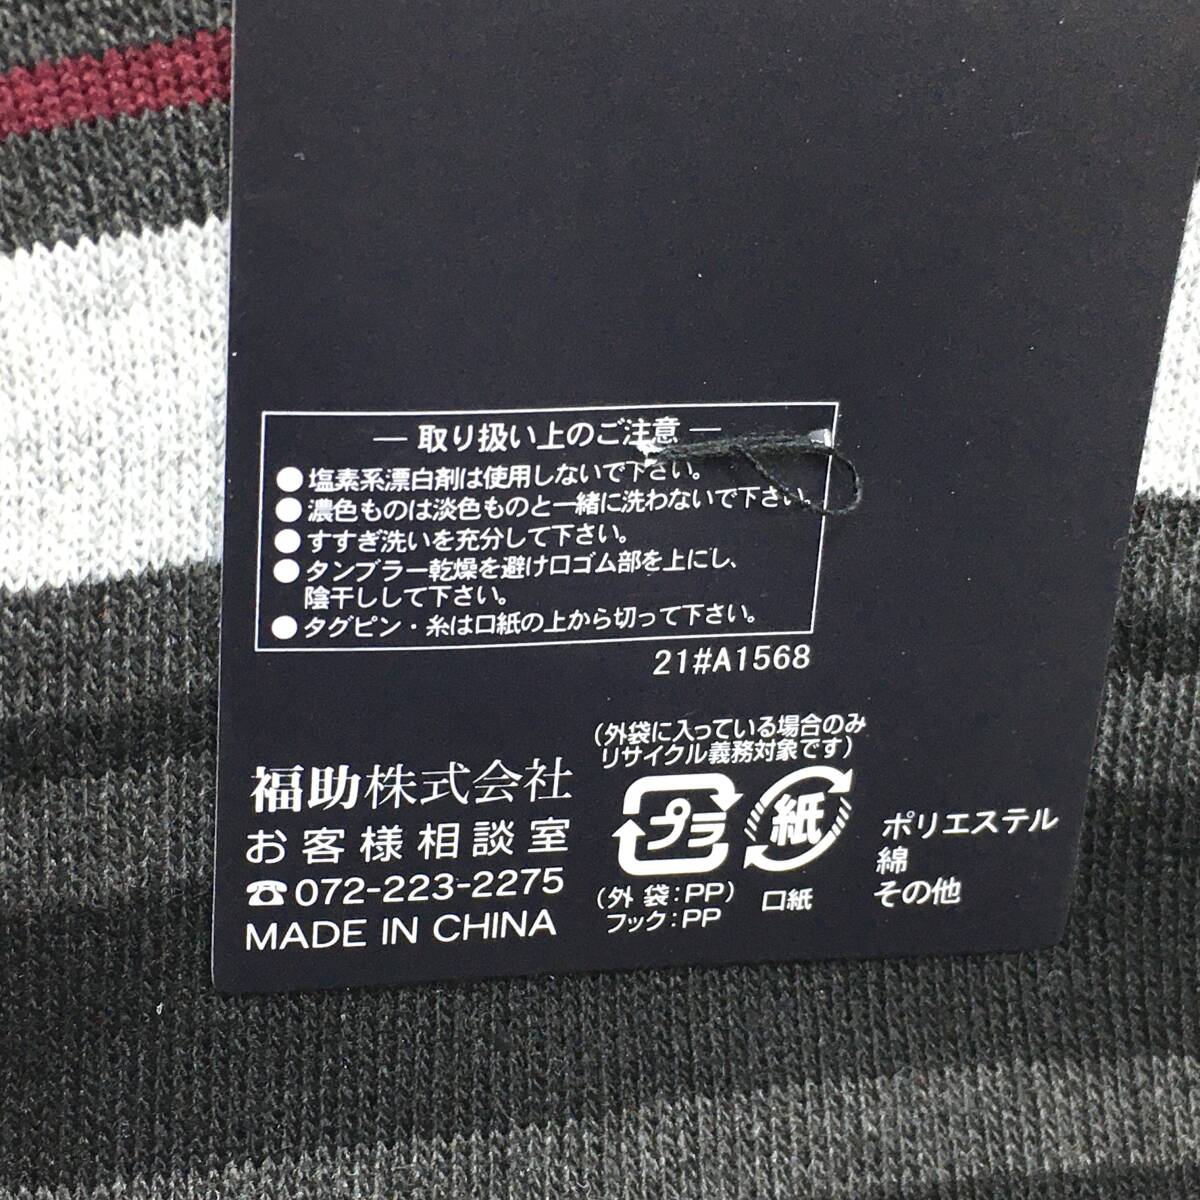 ― 取り扱い上のご注意 ―
●塩素系漂白剤は使用しないで下さい。
●濃色ものは淡色ものと一緒に洗わないで下さい。
●すすぎ洗いを充分して下さい。
●タンブラー乾燥を避け口ゴム部を上にし、
陰干しして下さい。
●タグピン・糸は口紙の上から切って下さい。
21#A1568
(外袋に入っている場合のみ
リサイクル義務対象です)
福助株式会社
お客様相談室
☎072-223-2275
MADE IN CHINA
プラ
(外袋:PP)
フック:PP
紙
口紙
ポリエステル
綿
その他